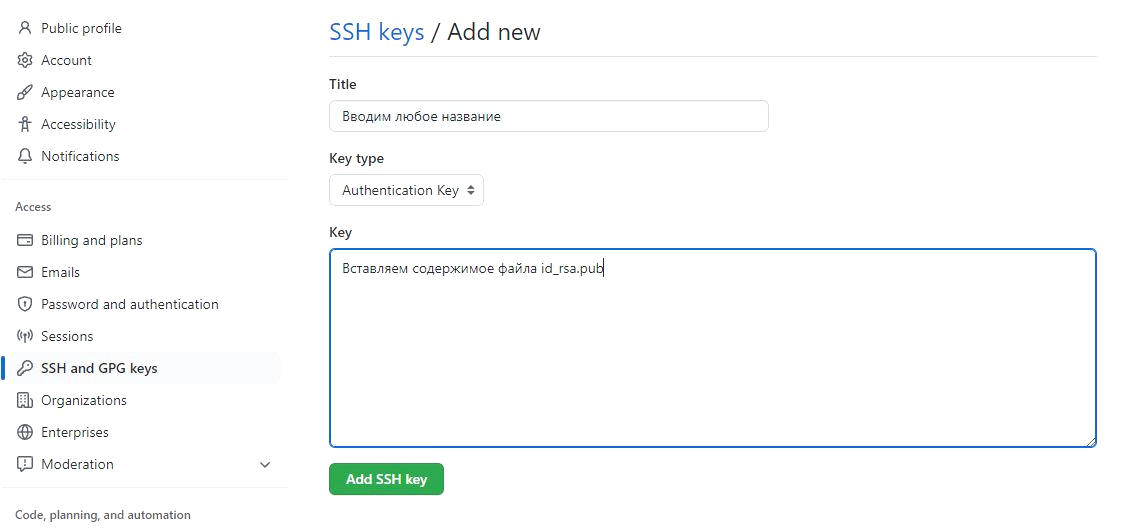 Public profile
Account
Appearance
Accessibility
Notifications
Access
Billing and plans
Emails
Password and authentication
Sessions
SSH and GPG keys
Organizations
Enterprises
Moderation
Code, planning, and automation
SSH keys / Add new
Title
Вводим любое название
Key type
Authentication Key
Key
Вставляем содержимое файла id_rsa.pub
Add SSH key